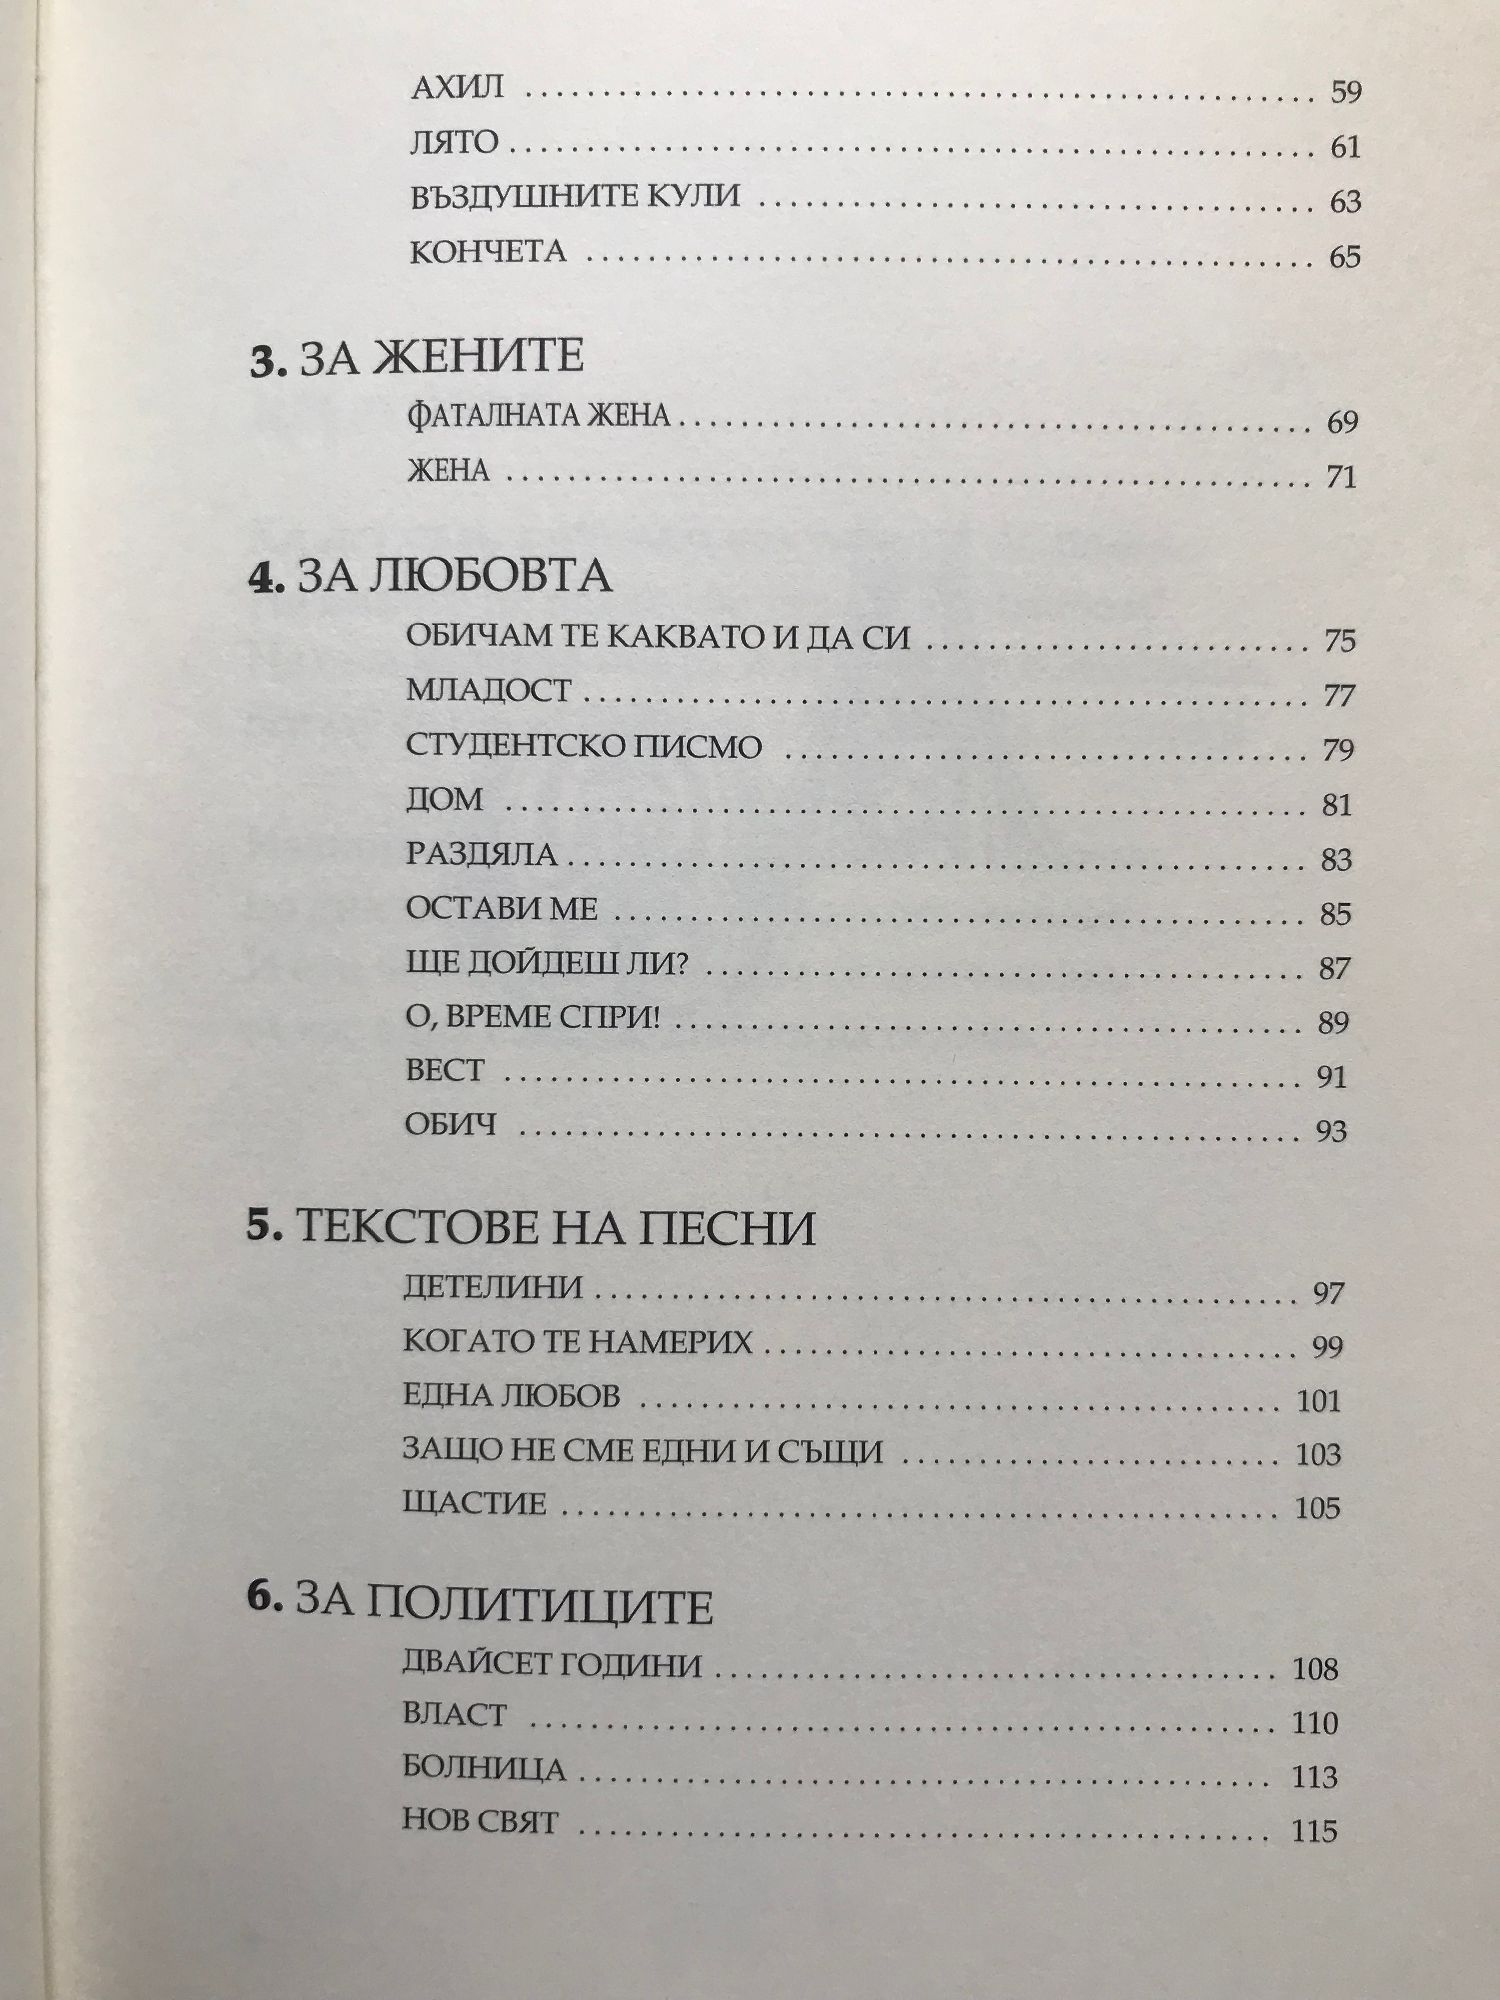 АХИЛ ........ 59
ЛЯТО ........ 61
ВЪЗДУШНИТЕ КУЛИ ........ 63
КОНЧЕТА ........ 65
3. ЗА ЖЕНИТЕ
ФАТАЛНАТА ЖЕНА ........ 69
ЖЕНА ........ 71
4. ЗА ЛЮБОВТА
ОБИЧАМ ТЕ КАКВАТО И ДА СИ ........ 75
МЛАДОСТ ........ 77
СТУДЕНТСКО ПИСМО ........ 79
ДОМ ........ 81
РАЗДЯЛА ........ 83
ОСТАВИ МЕ ........ 85
ЩЕ ДОЙДЕШ ЛИ? ........ 87
О, ВРЕМЕ СПРИ! ........ 89
ВЕСТ ........ 91
ОБИЧ ........ 93
5. ТЕКСТОВЕ НА ПЕСНИ
ДЕТЕЛИНИ ........ 97
КОГАТО ТЕ НАМЕРИХ ........ 99
ЕДНА ЛЮБОВ ........ 101
ЗАЩО НЕ СМЕ ЕДНИ И СЪЩИ ........ 103
ЩАСТИЕ ........ 105
6. ЗА ПОЛИТИЦИТЕ
ДВАЙСЕТ ГОДИНИ ........ 108
ВЛАСТ ........ 110
БОЛНИЦА ........ 113
НОВ СВЯТ ........ 115